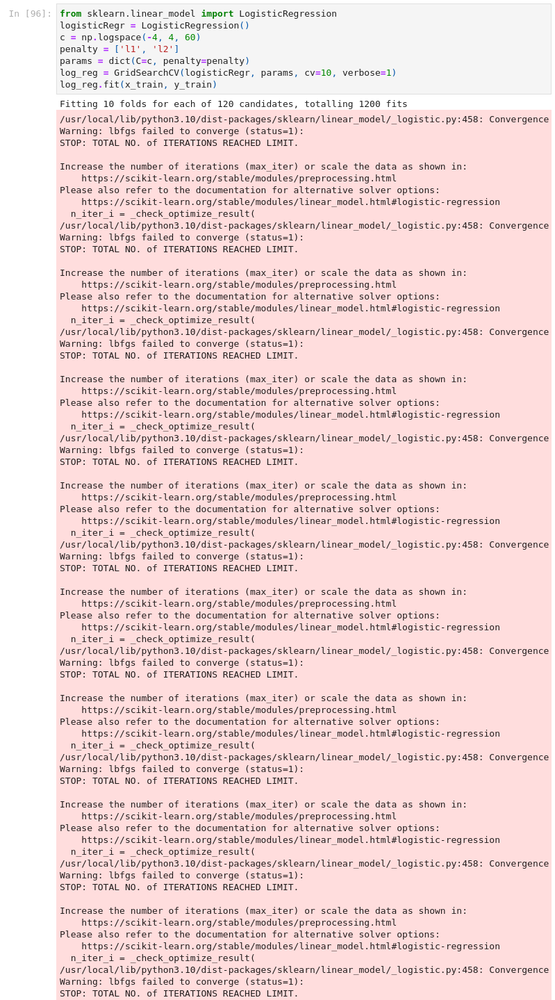 In [96]: from sklearn.linear_model import LogisticRegression
logisticRegr = LogisticRegression()
c = np.logspace(-4, 4, 60)
penalty = ['l1', 'l2']
params = dict(C=c, penalty=penalty)
log_reg = GridSearchCV(logisticRegr, params, cv=10, verbose=1)
log_reg.fit(x_train, y_train)
Fitting 10 folds for each of 120 candidates, totalling 1200 fits
/usr/local/lib/python3.10/dist-packages/sklearn/linear_model/_logistic.py:458: Convergence
Warning: lbfgs failed to converge (status=1):
STOP: TOTAL NO. of ITERATIONS REACHED LIMIT.
Increase the number of iterations (max_iter) or scale the data as shown in:
https://scikit-learn.org/stable/modules/preprocessing.html
Please also refer to the documentation for alternative solver options:
https://scikit-learn.org/stable/modules/linear_model.html#logistic-regression
n_iter_i = _check_optimize_result(
/usr/local/lib/python3.10/dist-packages/sklearn/linear_model/_logistic.py:458: Convergence
Warning: lbfgs failed to converge (status=1):
STOP: TOTAL NO. of ITERATIONS REACHED LIMIT.
Increase the number of iterations (max_iter) or scale the data as shown in:
https://scikit-learn.org/stable/modules/preprocessing.html
Please also refer to the documentation for alternative solver options:
https://scikit-learn.org/stable/modules/linear_model.html#logistic-regression
n_iter_i = _check_optimize_result(
/usr/local/lib/python3.10/dist-packages/sklearn/linear_model/_logistic.py:458: Convergence
Warning: lbfgs failed to converge (status=1):
STOP: TOTAL NO. of ITERATIONS REACHED LIMIT.
Increase the number of iterations (max_iter) or scale the data as shown in:
https://scikit-learn.org/stable/modules/preprocessing.html
Please also refer to the documentation for alternative solver options:
https://scikit-learn.org/stable/modules/linear_model.html#logistic-regression
n_iter_i = _check_optimize_result(
/usr/local/lib/python3.10/dist-packages/sklearn/linear_model/_logistic.py:458: Convergence
Warning: lbfgs failed to converge (status=1):
STOP: TOTAL NO. of ITERATIONS REACHED LIMIT.
Increase the number of iterations (max_iter) or scale the data as shown in:
https://scikit-learn.org/stable/modules/preprocessing.html
Please also refer to the documentation for alternative solver options:
https://scikit-learn.org/stable/modules/linear_model.html#logistic-regression
n_iter_i = _check_optimize_result(
/usr/local/lib/python3.10/dist-packages/sklearn/linear_model/_logistic.py:458: Convergence
Warning: lbfgs failed to converge (status=1):
STOP: TOTAL NO. of ITERATIONS REACHED LIMIT.
Increase the number of iterations (max_iter) or scale the data as shown in:
https://scikit-learn.org/stable/modules/preprocessing.html
Please also refer to the documentation for alternative solver options:
https://scikit-learn.org/stable/modules/linear_model.html#logistic-regression
n_iter_i = _check_optimize_result(
/usr/local/lib/python3.10/dist-packages/sklearn/linear_model/_logistic.py:458: Convergence
Warning: lbfgs failed to converge (status=1):
STOP: TOTAL NO. of ITERATIONS REACHED LIMIT.
Increase the number of iterations (max_iter) or scale the data as shown in:
https://scikit-learn.org/stable/modules/preprocessing.html
Please also refer to the documentation for alternative solver options:
https://scikit-learn.org/stable/modules/linear_model.html#logistic-regression
n_iter_i = _check_optimize_result(
/usr/local/lib/python3.10/dist-packages/sklearn/linear_model/_logistic.py:458: Convergence
Warning: lbfgs failed to converge (status=1):
STOP: TOTAL NO. of ITERATIONS REACHED LIMIT.
Increase the number of iterations (max_iter) or scale the data as shown in:
https://scikit-learn.org/stable/modules/preprocessing.html
Please also refer to the documentation for alternative solver options:
https://scikit-learn.org/stable/modules/linear_model.html#logistic-regression
n_iter_i = _check_optimize_result(
/usr/local/lib/python3.10/dist-packages/sklearn/linear_model/_logistic.py:458: Convergence
Warning: lbfgs failed to converge (status=1):
STOP: TOTAL NO. of ITERATIONS REACHED LIMIT.
Increase the number of iterations (max_iter) or scale the data as shown in:
https://scikit-learn.org/stable/modules/preprocessing.html
Please also refer to the documentation for alternative solver options:
https://scikit-learn.org/stable/modules/linear_model.html#logistic-regression
n_iter_i = _check_optimize_result(
/usr/local/lib/python3.10/dist-packages/sklearn/linear_model/_logistic.py:458: Convergence
Warning: lbfgs failed to converge (status=1):
STOP: TOTAL NO. of ITERATIONS REACHED LIMIT.